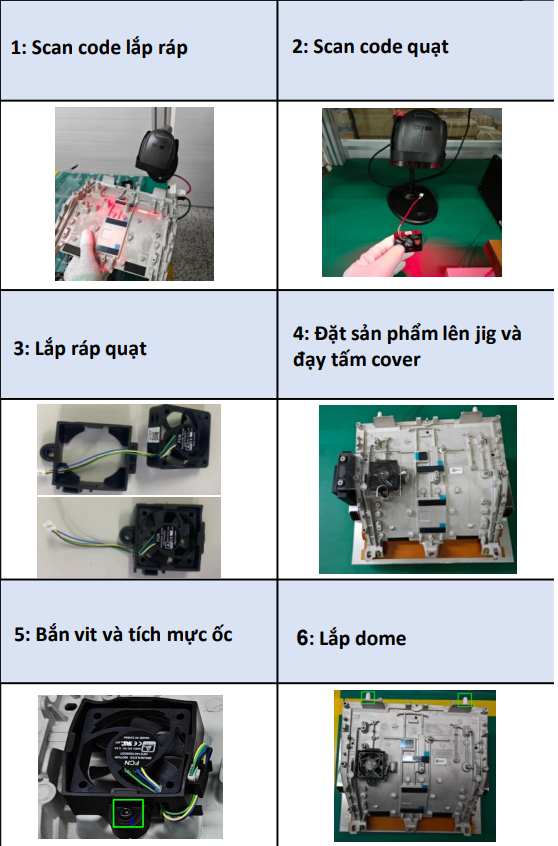 1: Scan code lắp ráp
2: Scan code quạt
3: Lắp ráp quạt
4: Đặt sản phẩm lên jig và
đạy tấm cover
5: Bắn vit và tích mực ốc
6: Lắp dome
FCN